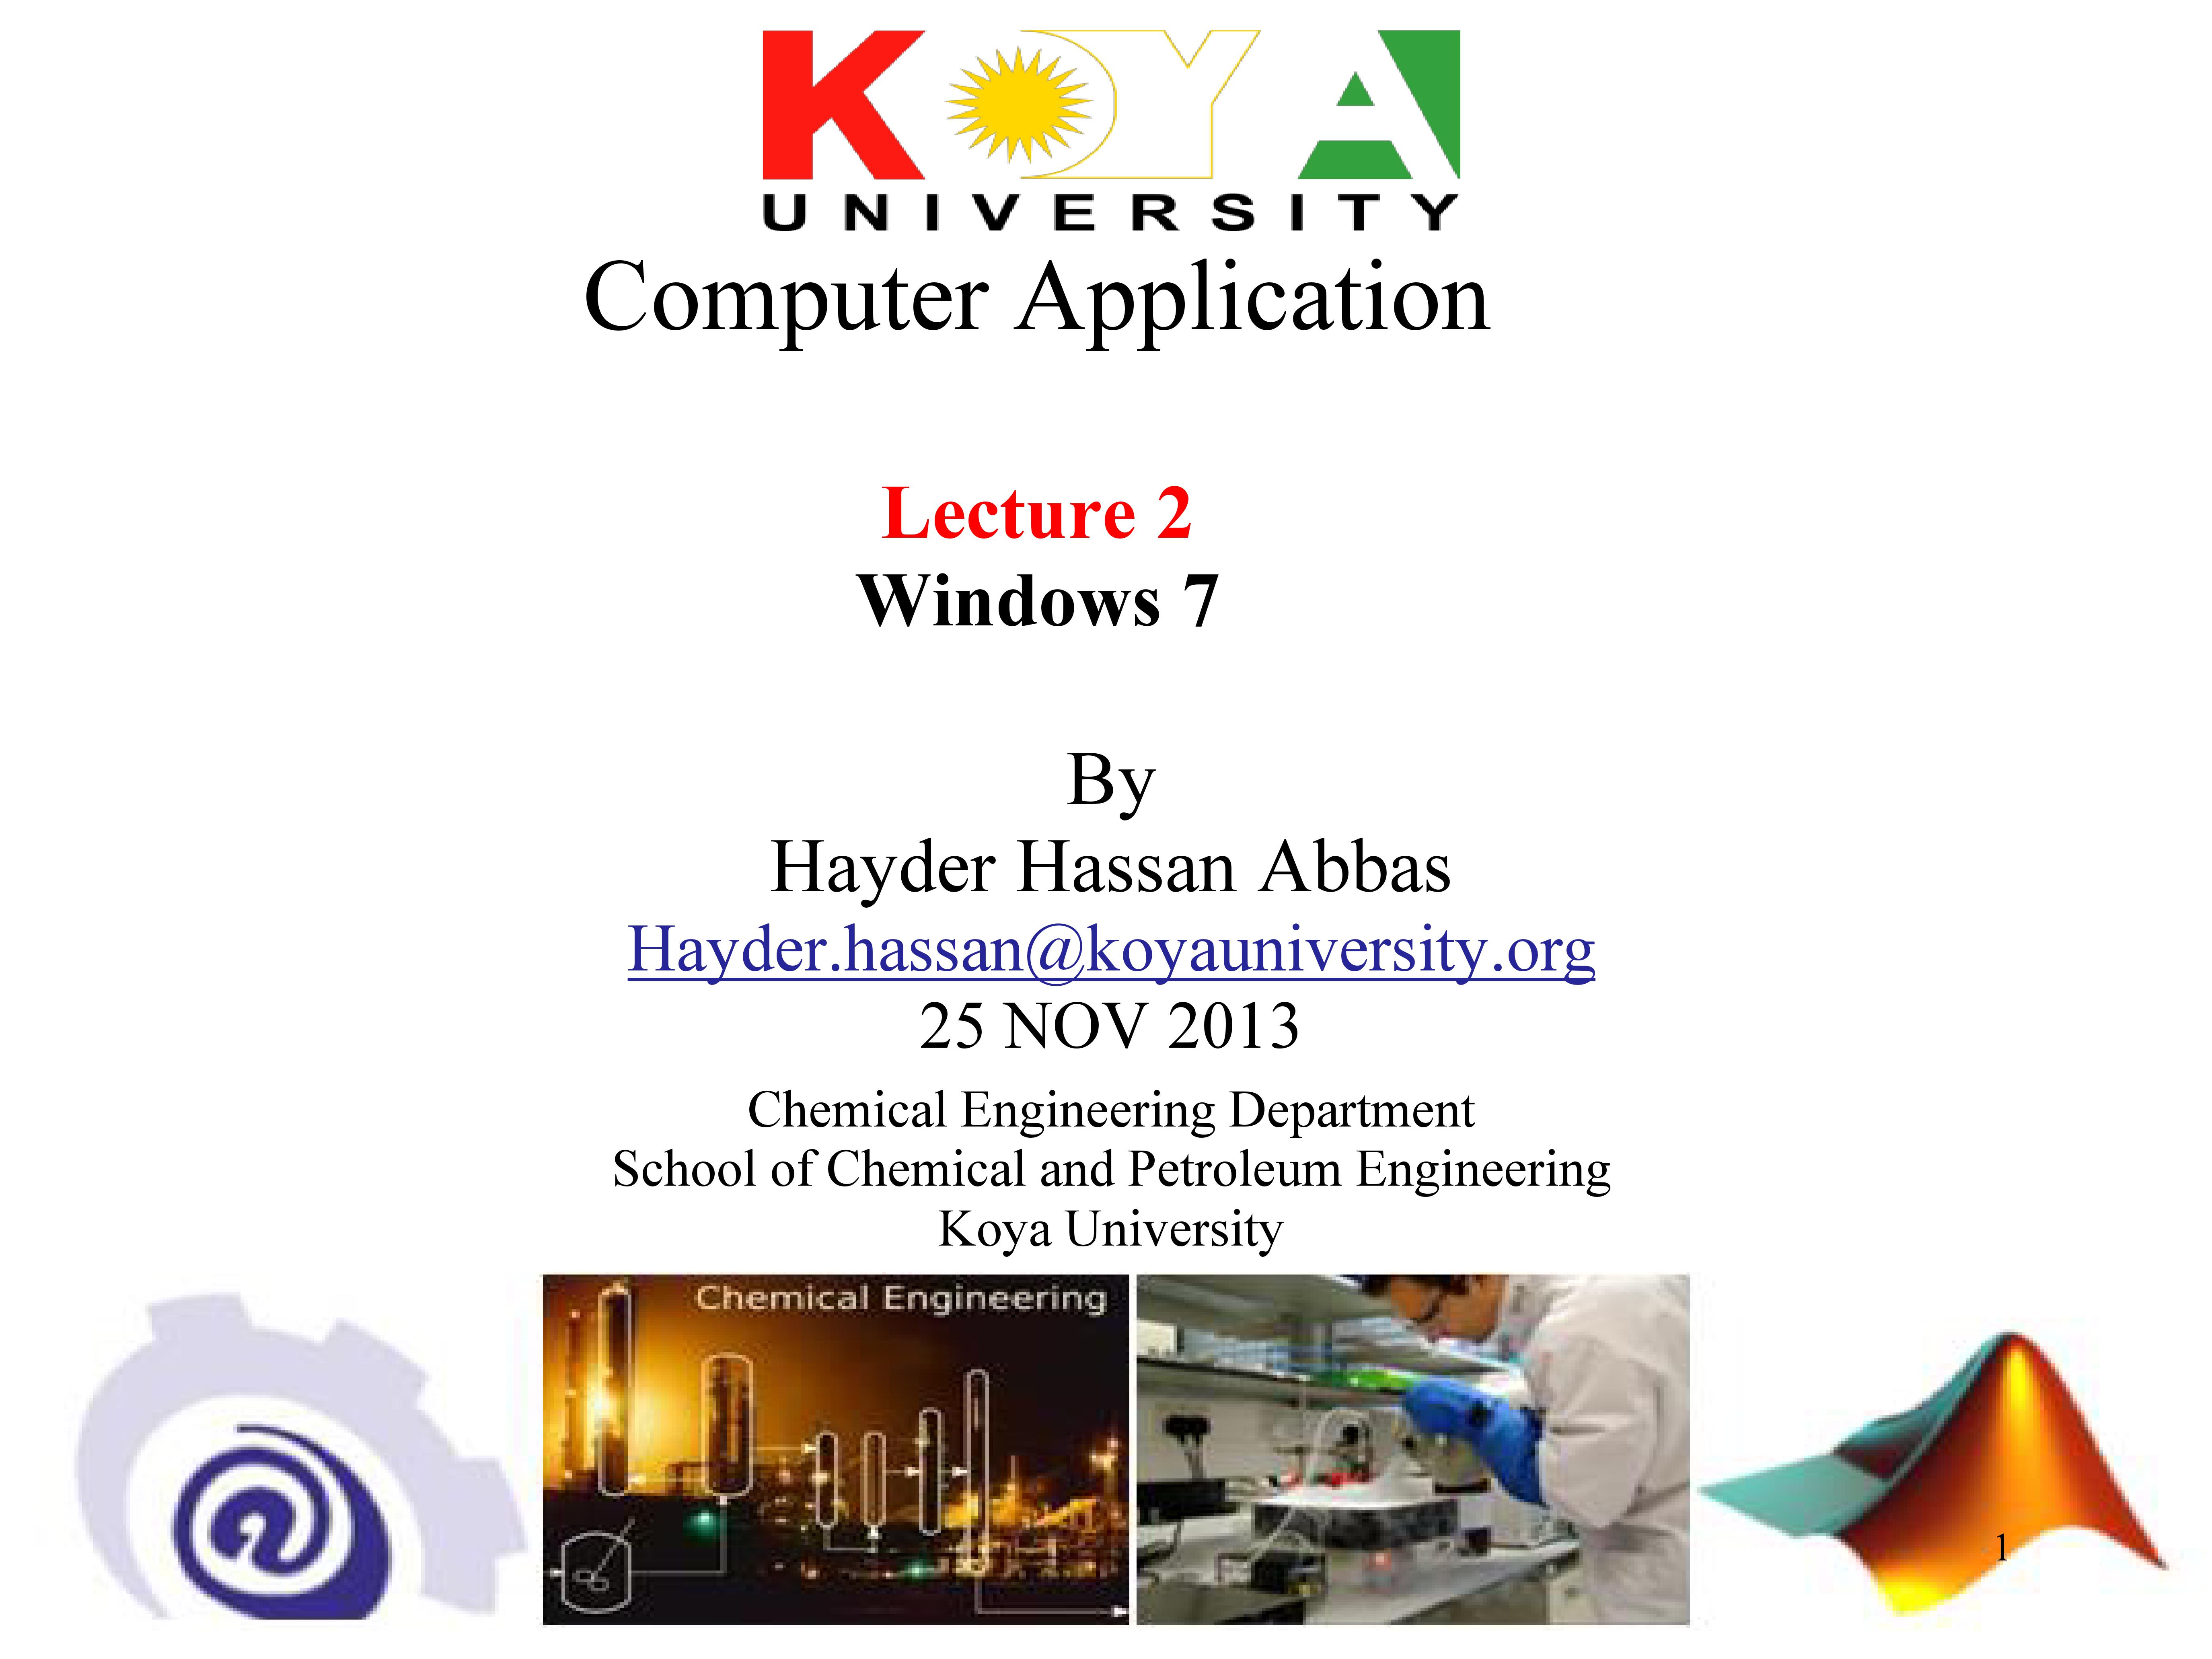 KOYA
UNIVERSITY
Computer Application
Lecture 2
Windows 7
By
Hayder Hassan Abbas
Hayder.hassan@koyauniversity.org
25 NOV 2013
Chemical Engineering Department
School of Chemical and Petroleum Engineering
Koya University
Chemical Engineering
@
1